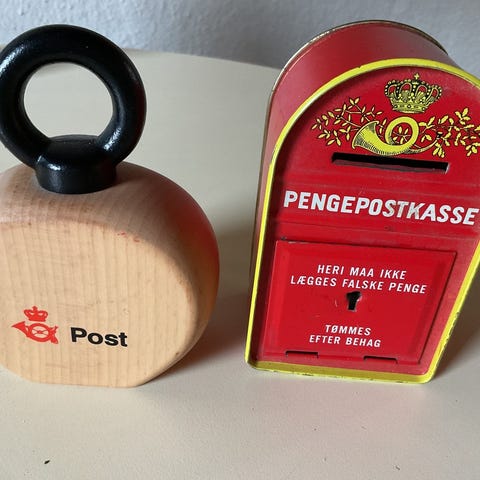 Post
PENGEPOSTKASSE
HERI MAA IKKE
LÆGGES FALSKE PENGE
TØMMES
EFTER BEHAG